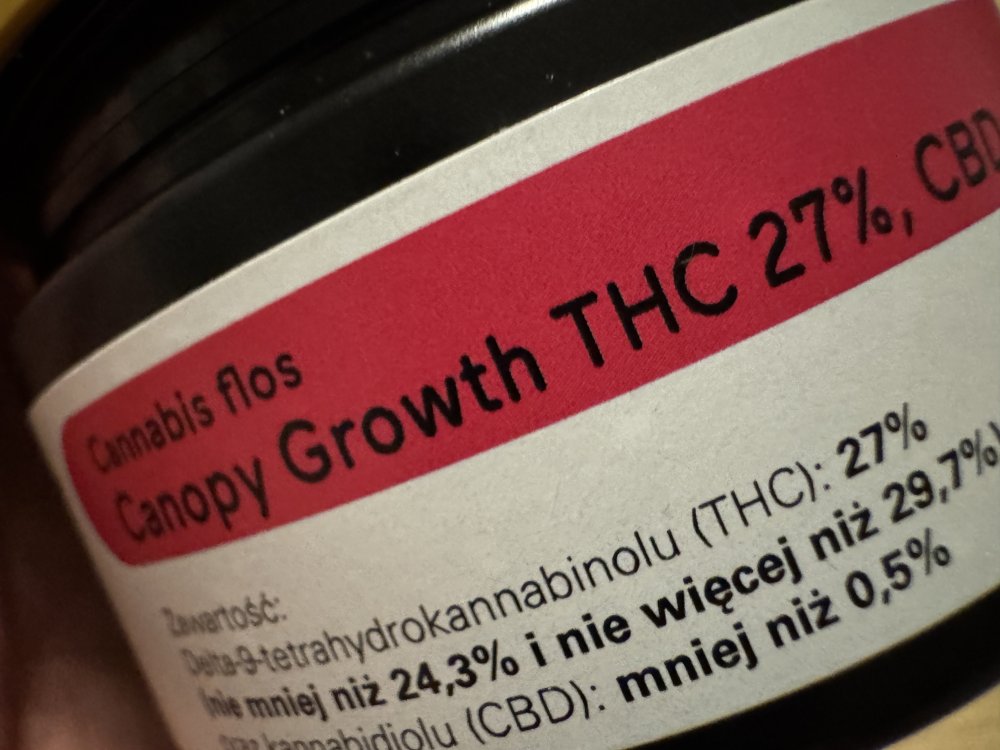 Cannabis flos
Canopy Growth THC 27%, CBD
Zawartość:
Delta-9-tetrahydrokannabinolu (THC): 27%
(nie mniej niż 24,3% i nie więcej niż 29,7%)
oraz kannabidiolu (CBD): mniej niż 0,5%